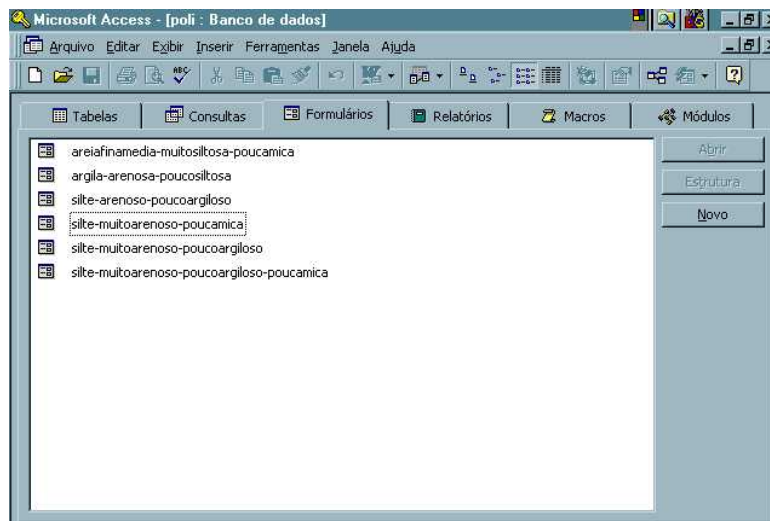 Microsoft Access - [poli : Banco de dados]
Arquivo Editar Exibir Inserir Ferramentas Janela Ajuda
Tabelas Consultas Formulários Relatórios Macros Módulos
areiafinamedia-muitosiltosa-poucamica
argila-arenosa-poucosiltosa
silte-arenoso-poucoargiloso
silte-muitoarenoso-poucamica
silte-muitoarenoso-poucoargiloso
silte-muitoarenoso-poucoargiloso-poucamica
Abrir
Estrutura
Novo